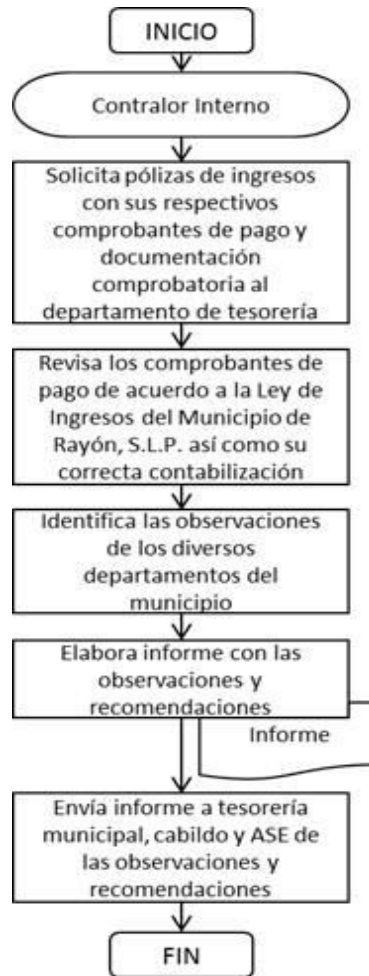 INICIO
Contralor Interno
Solicita pólizas de ingresos
con sus respectivos
comprobantes de pago y
documentación
comprobatoria al
departamento de tesorería
Revisa los comprobantes de
pago de acuerdo a la Ley de
Ingresos del Municipio de
Rayón, S.L.P. así como su
correcta contabilización
Identifica las observaciones
de los diversos
departamentos del
municipio
Elabora informe con las
observaciones y
recomendaciones
Informe
Envía informe a tesorería
municipal, cabildo y ASE de
las observaciones y
recomendaciones
FIN